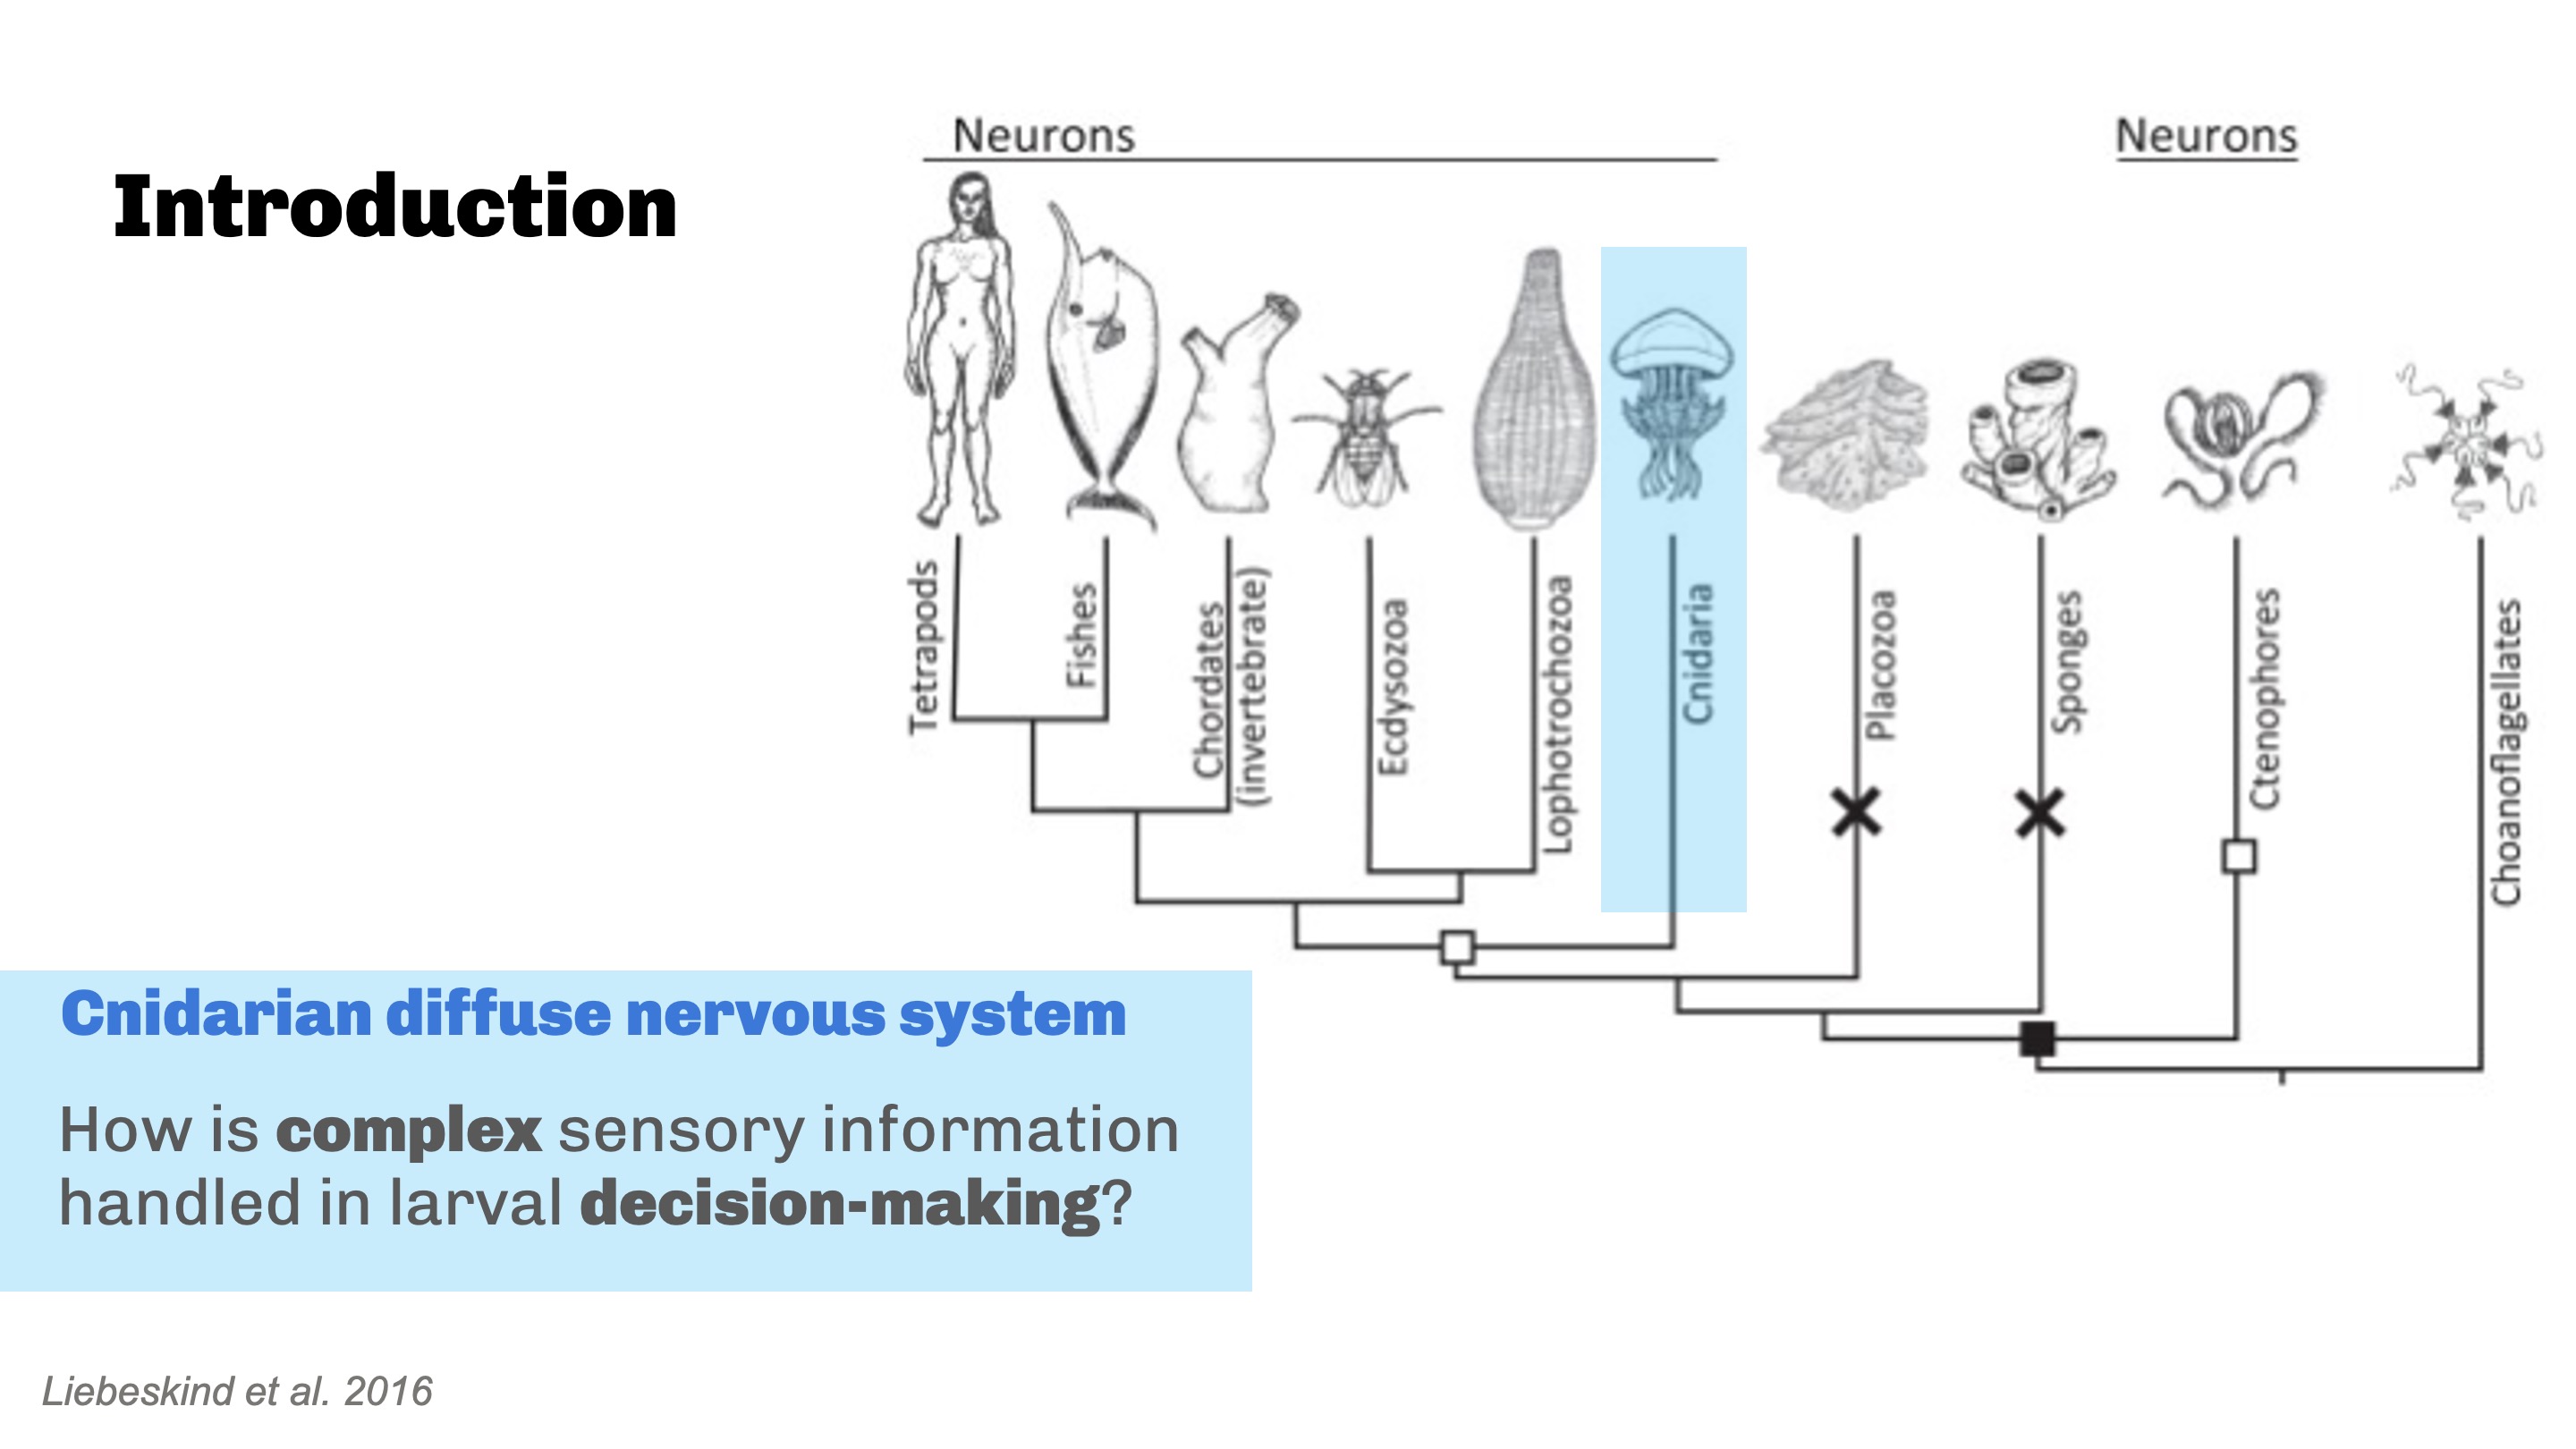 Introduction
Neurons
Neurons
Tetrapods
Fishes
Chordates
(invertebrate)
Ecdysozoa
Lophotrochozoa
Cnidaria
Placozoa
Sponges
Ctenophores
Choanoflagellates
Cnidarian diffuse nervous system
How is complex sensory information
handled in larval decision-making?
Liebeskind et al. 2016